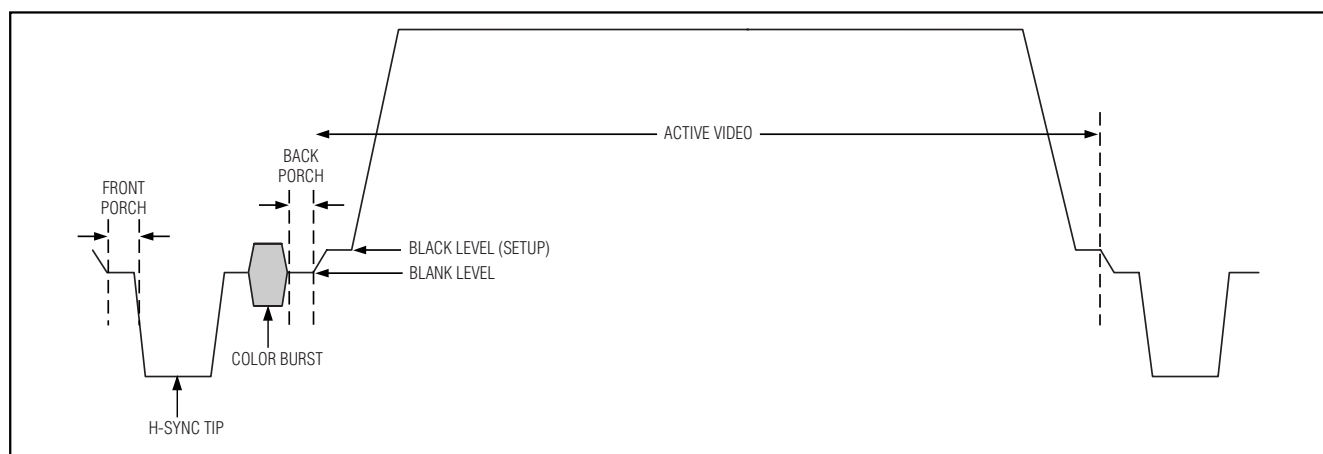 ACTIVE VIDEO
BACK
PORCH
FRONT
PORCH
BLACK LEVEL (SETUP)
BLANK LEVEL
COLOR BURST
H-SYNC TIP